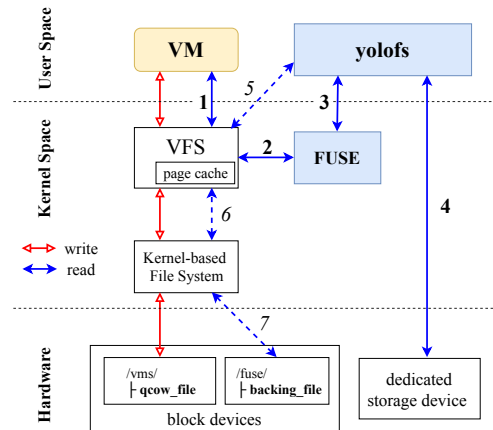 User Space
VM
yolofs
1
5
3
Kernel Space
VFS
page cache
2
FUSE
4
6
write
read
Kernel-based
File System
7
Hardware
/vms/
├ qcow_file
/fuse/
├ backing_file
block devices
dedicated
storage device